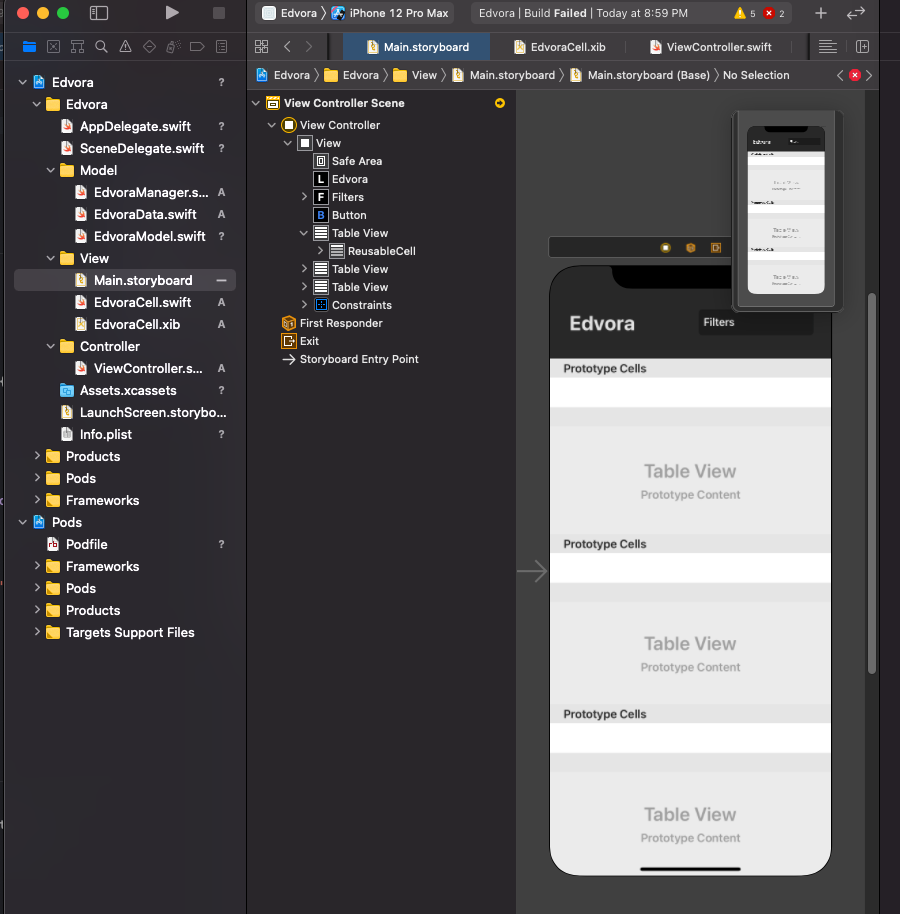 Edvora
iPhone 12 Pro Max
Edvora | Build Failed | Today at 8:59 PM
5
2
Main.storyboard
EdvoraCell.xib
ViewController.swift
Edvora
Edvora
View
Main.storyboard
Main.storyboard (Base)
No Selection
Edvora ?
Edvora
AppDelegate.swift ?
SceneDelegate.swift ?
Model
EdvoraManager.s... A
EdvoraData.swift A
EdvoraModel.swift ?
View
Main.storyboard
EdvoraCell.swift A
EdvoraCell.xib A
Controller
ViewController.s... A
Assets.xcassets ?
LaunchScreen.storybo...
Info.plist ?
Products
Pods
Frameworks
Pods
Podfile ?
Frameworks
Pods
Products
Targets Support Files
View Controller Scene
View Controller
View
Safe Area
L Edvora
F Filters
B Button
Table View
ReusableCell
Table View
Table View
Constraints
First Responder
Exit
Storyboard Entry Point
Edvora
Filters
Prototype Cells
Table View
Prototype Content
Prototype Cells
Table View
Prototype Content
Prototype Cells
Table View
Prototype Content